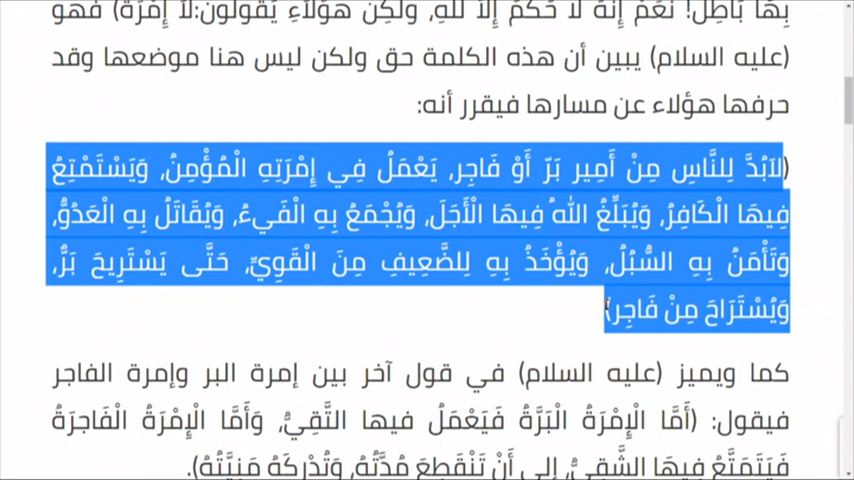 بِهَا بَاطِل! نَعَمْ إِنَّهُ لا حُكْمَ إِلاَّ للهِ، ولكِنَّ هؤُلاَءِ يَقُولُونَ:لاَ إِمْرَةَ) فهو
(عليه السلام) يبين أن هذه الكلمة حق ولكن ليس هنا موضعها وقد
حرفها هؤلاء عن مسارها فيقرر أنه:
(لاَبُدَّ لِلنَّاسِ مِنْ أَمِير بَرّ أَوْ فَاجِر، يَعْمَلُ فِي إِمْرَتِهِ الْمُؤْمِنُ، وَيَسْتَمْتِعُ
فِيهَا الْكَافِرُ، وَيُبَلِّغُ اللهُ فِيهَا الْأَجَلَ، وَيُجْمَعُ بِهِ الْفَيءُ، وَيُقَاتَلُ بِهِ الْعَدُوُّ،
وَتَأْمَنُ بِهِ السُّبُلُ، وَيُؤْخَذُ بِهِ لِلضَّعِيفِ مِنَ الْقَوِيِّ، حَتَّى يَسْتَرِيحَ بَرٌّ،
وَيُسْتَرَاحَ مِنْ فَاجِر)
كما ويميز (عليه السلام) في قول آخر بين إمرة البر وإمرة الفاجر
فيقول: (أَمَّا الْإِمْرَةُ الْبَرَّةُ فَيَعْمَلُ فيها التَّقِيُّ، وَأَمَّا الْإِمْرَةُ الْفَاجرَةُ
فَيَتَمَتَّعُ فِيهَا الشَّقِيُّ، إلى أَنْ تَنْقَطِعَ مُدَّتُهُ، وَتُدْرِكَهُ مَنِيَّتُهُ).